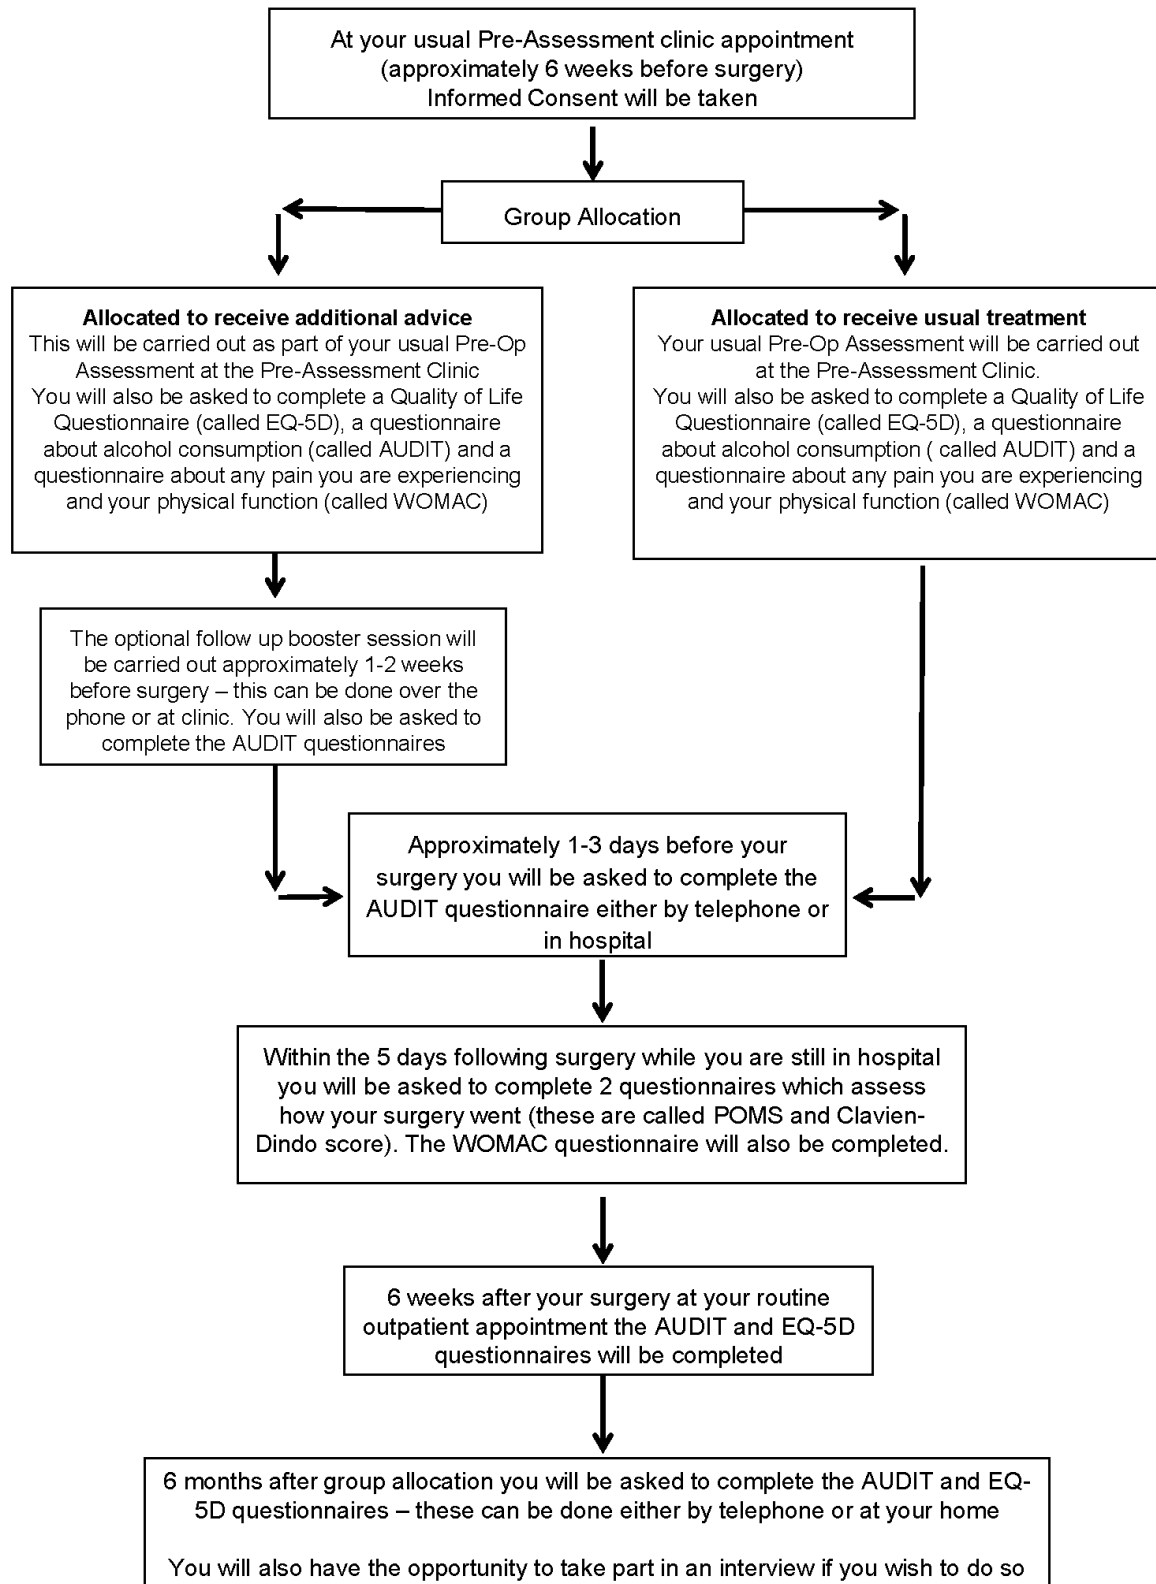 At your usual Pre-Assessment clinic appointment
(approximately 6 weeks before surgery)
Informed Consent will be taken
Group Allocation
Allocated to receive additional advice
This will be carried out as part of your usual Pre-Op
Assessment at the Pre-Assessment Clinic
You will also be asked to complete a Quality of Life
Questionnaire (called EQ-5D), a questionnaire
about alcohol consumption (called AUDIT) and a
questionnaire about any pain you are experiencing
and your physical function (called WOMAC)
Allocated to receive usual treatment
Your usual Pre-Op Assessment will be carried out
at the Pre-Assessment Clinic.
You will also be asked to complete a Quality of Life
Questionnaire (called EQ-5D), a questionnaire
about alcohol consumption ( called AUDIT) and a
questionnaire about any pain you are experiencing
and your physical function (called WOMAC)
The optional follow up booster session will
be carried out approximately 1-2 weeks
before surgery – this can be done over the
phone or at clinic. You will also be asked to
complete the AUDIT questionnaires
Approximately 1-3 days before your
surgery you will be asked to complete the
AUDIT questionnaire either by telephone or
in hospital
Within the 5 days following surgery while you are still in hospital
you will be asked to complete 2 questionnaires which assess
how your surgery went (these are called POMS and Clavien-
Dindo score). The WOMAC questionnaire will also be completed.
6 weeks after your surgery at your routine
outpatient appointment the AUDIT and EQ-5D
questionnaires will be completed
6 months after group allocation you will be asked to complete the AUDIT and EQ-
5D questionnaires – these can be done either by telephone or at your home
You will also have the opportunity to take part in an interview if you wish to do so